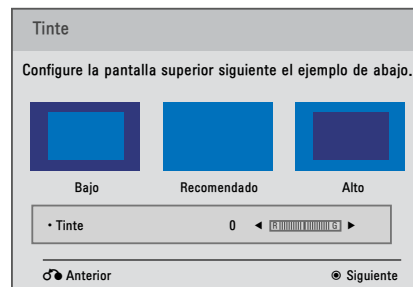 Tinte
Configure la pantalla superior siguiente el ejemplo de abajo.
Bajo Recomendado Alto
• Tinte 0 ◄ R G ►
Anterior ◉ Siguiente